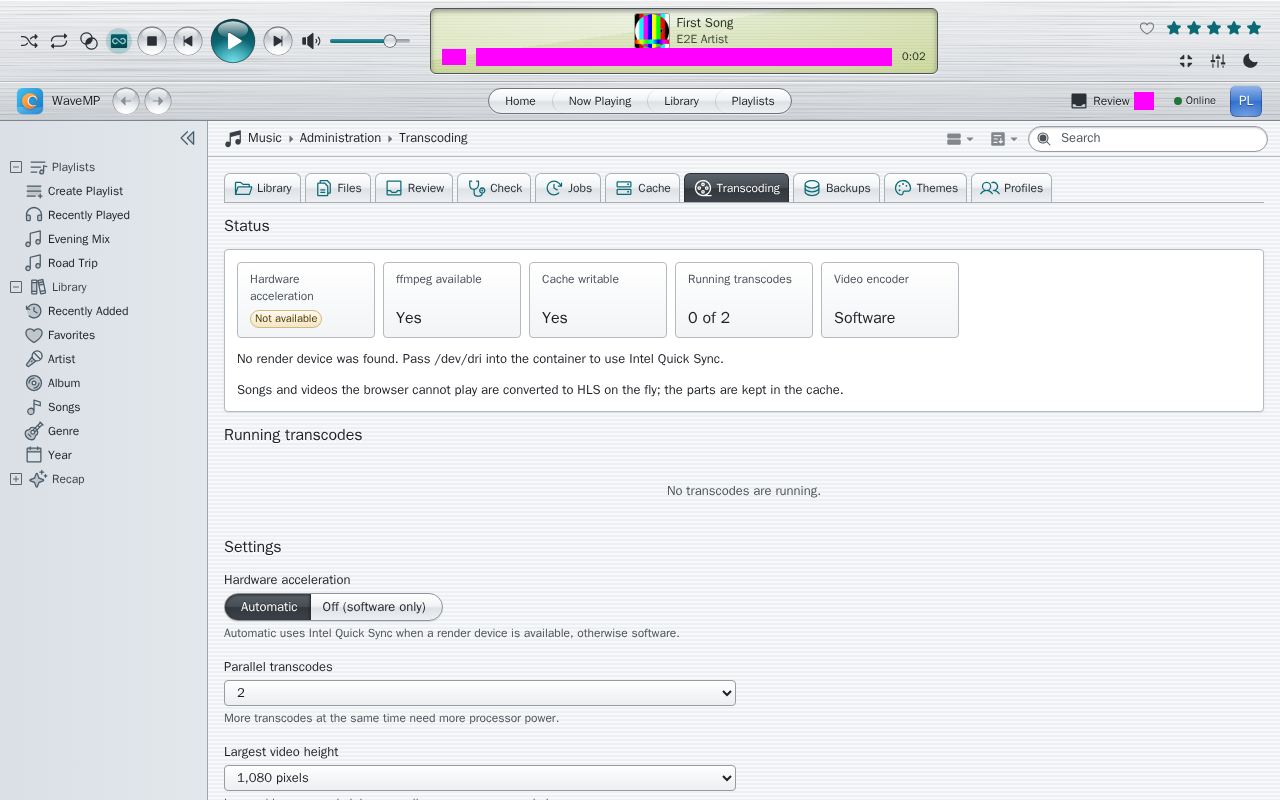 First Song
E2E Artist
0:02
WaveMP
Home
Now Playing
Library
Playlists
Review
Online
PL
Music
Administration
Transcoding
Search
Playlists
Create Playlist
Recently Played
Evening Mix
Road Trip
Library
Recently Added
Favorites
Artist
Album
Songs
Genre
Year
Recap
Library
Files
Review
Check
Jobs
Cache
Transcoding
Backups
Themes
Profiles
Status
Hardware
acceleration
Not available
ffmpeg available
Yes
Cache writable
Yes
Running transcodes
0 of 2
Video encoder
Software
No render device was found. Pass /dev/dri into the container to use Intel Quick Sync.
Songs and videos the browser cannot play are converted to HLS on the fly; the parts are kept in the cache.
Running transcodes
No transcodes are running.
Settings
Hardware acceleration
Automatic
Off (software only)
Automatic uses Intel Quick Sync when a render device is available, otherwise software.
Parallel transcodes
2
More transcodes at the same time need more processor power.
Largest video height
1,080 pixels